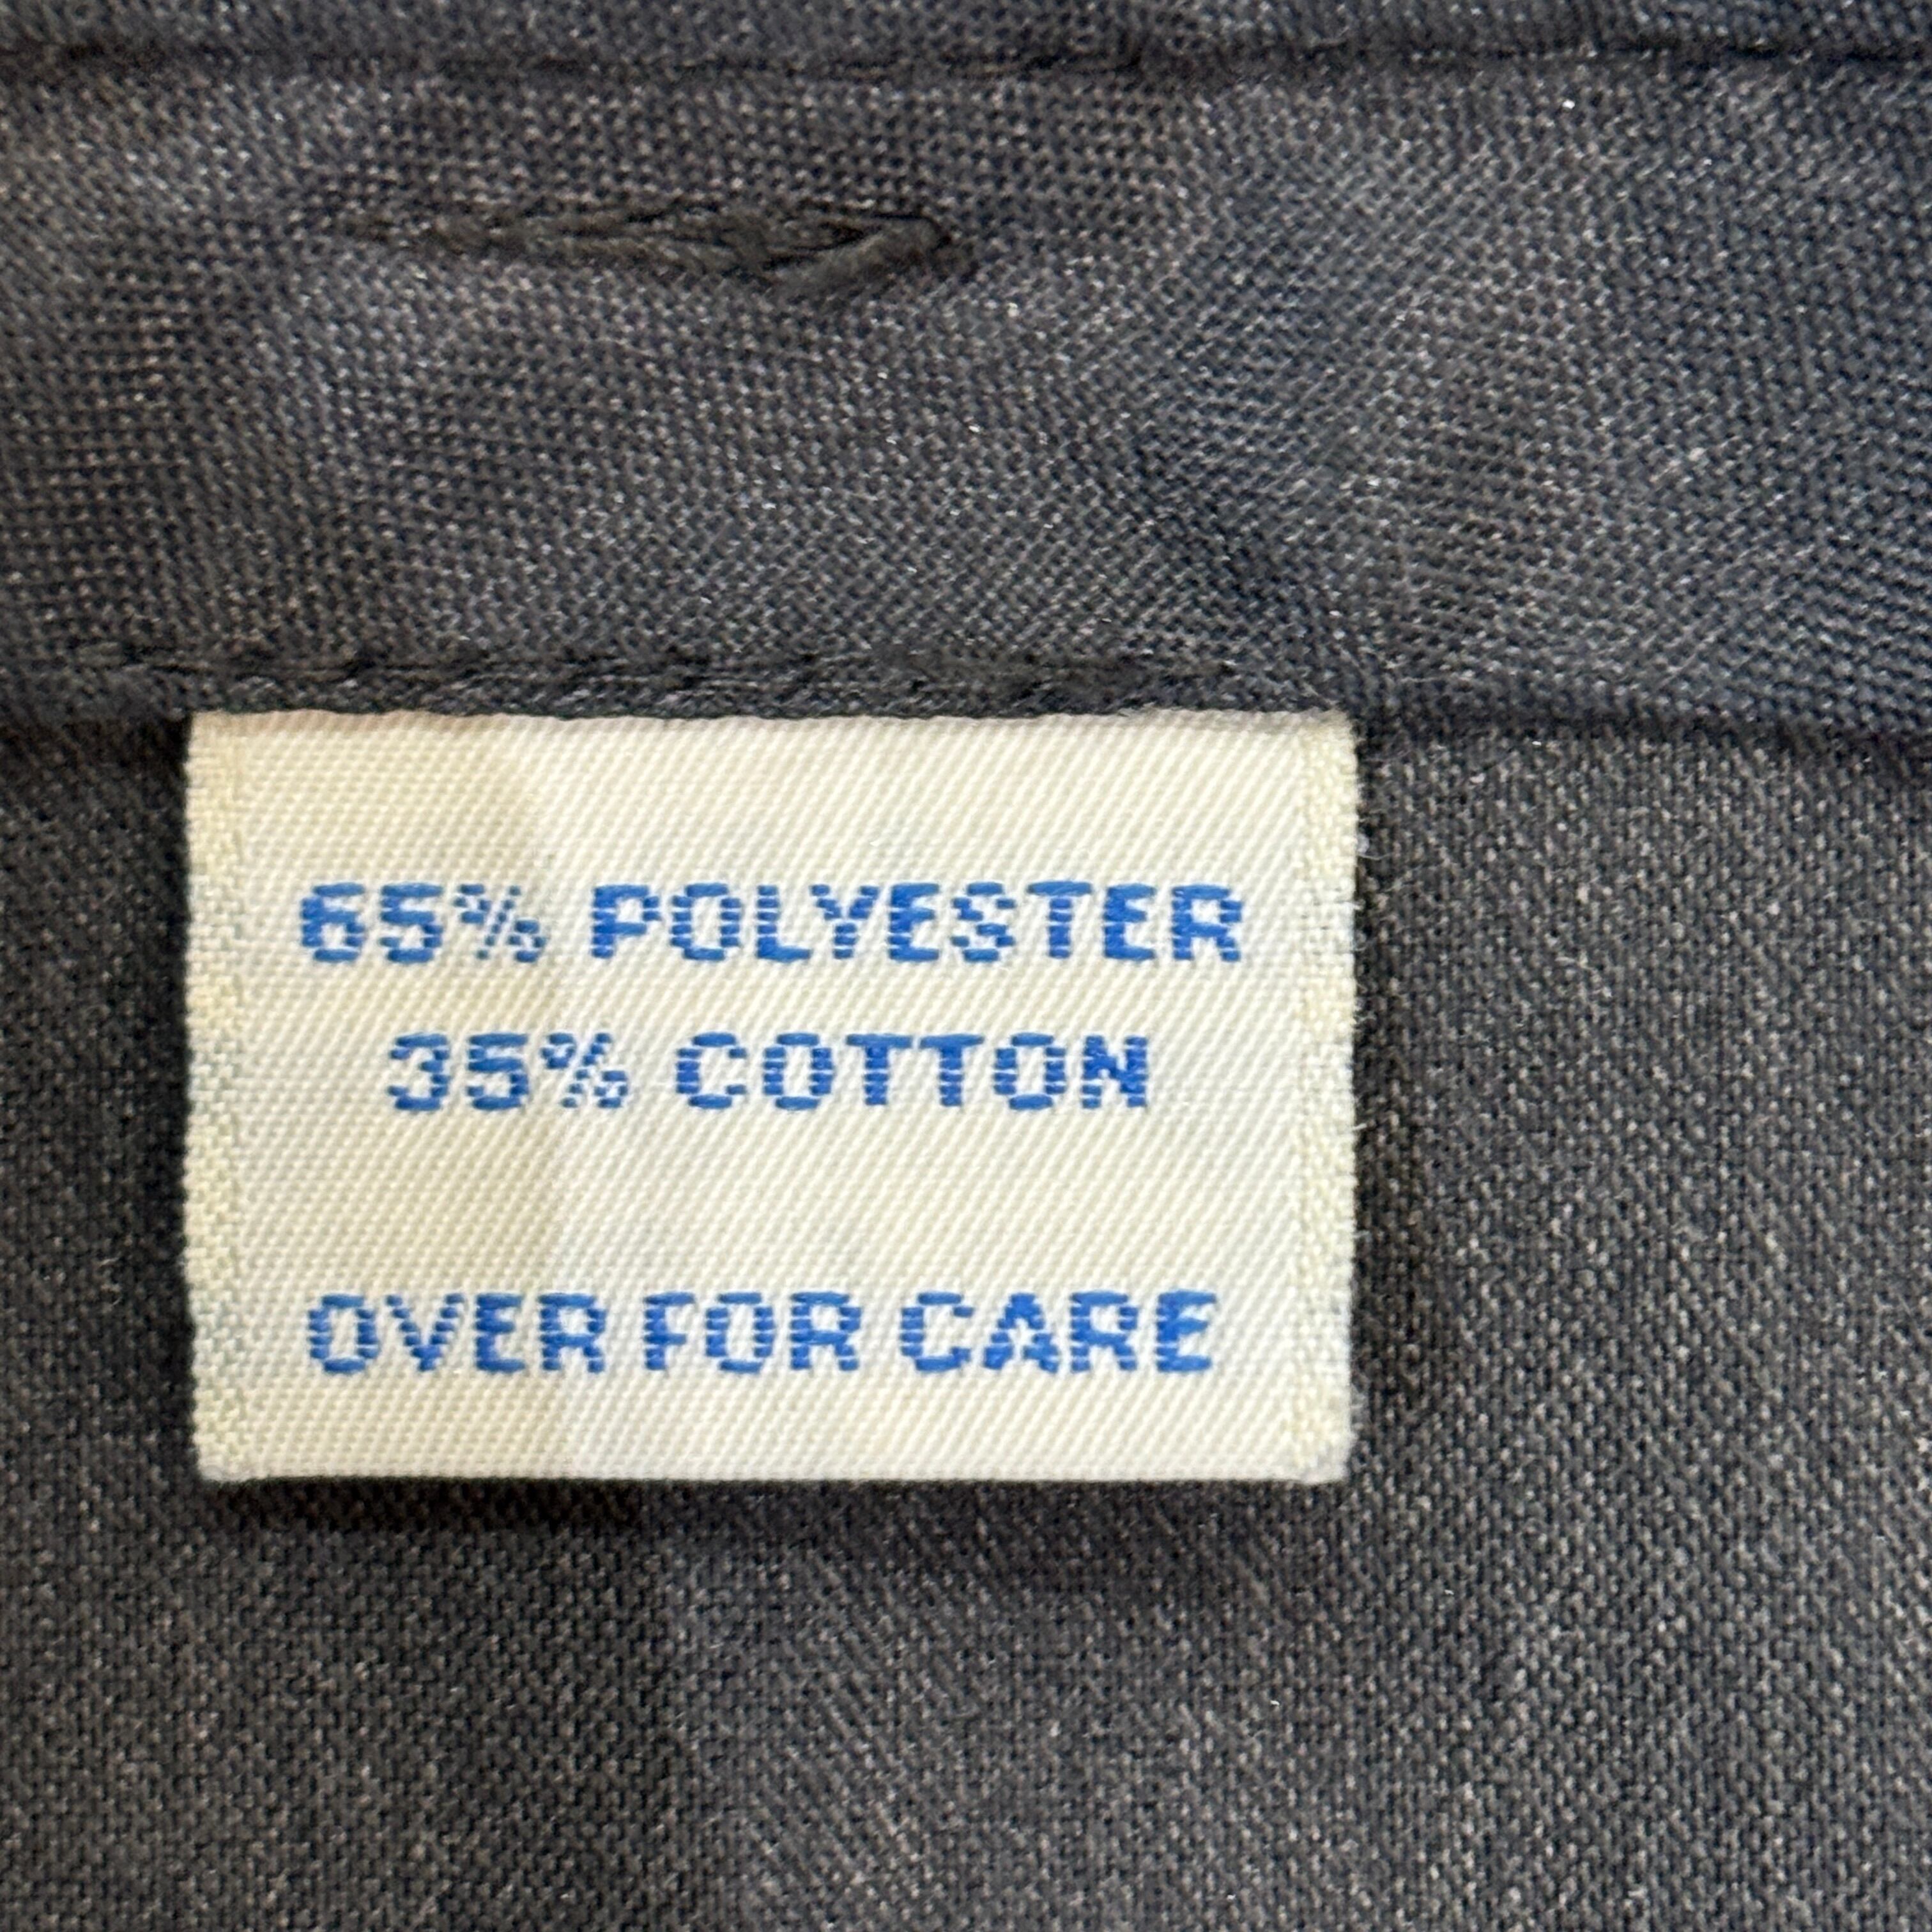 65% POLYESTER
35% COTTON
OVER FOR CARE